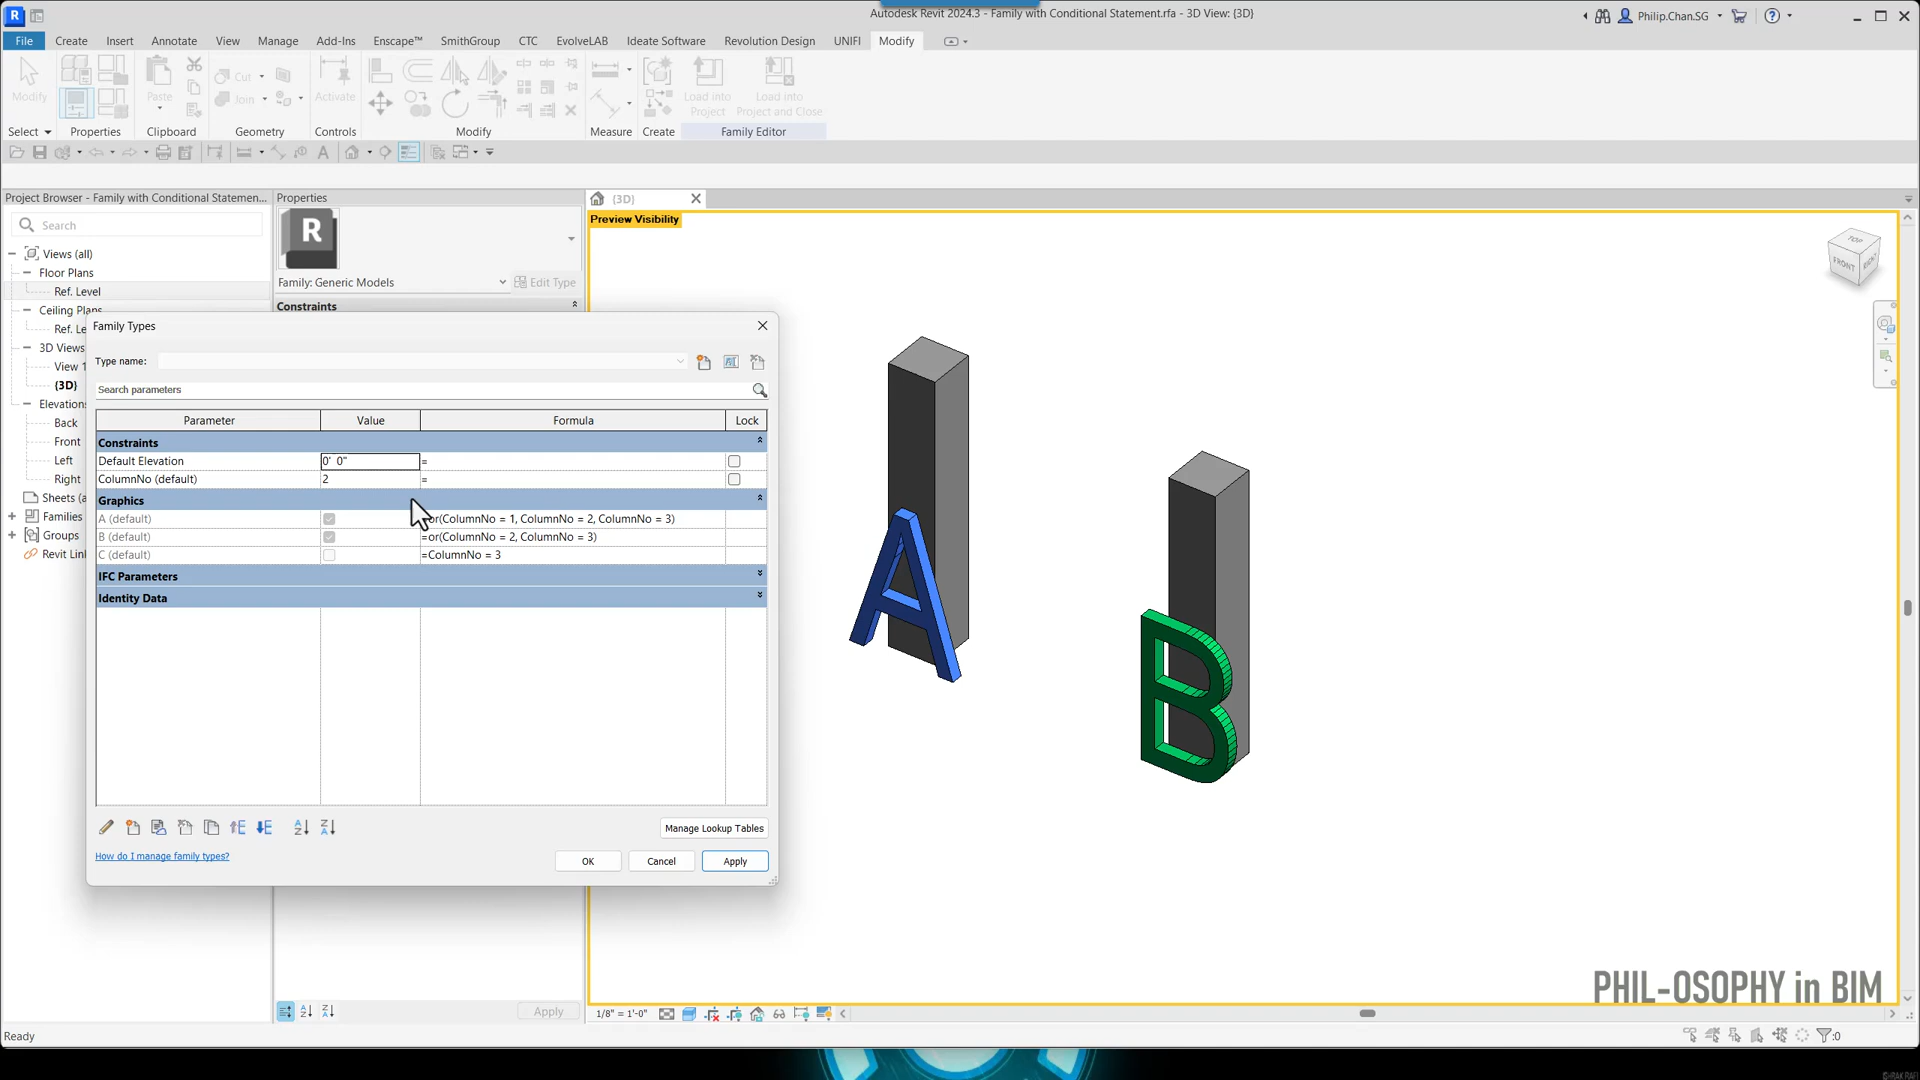 Autodesk Revit 2024.3 - Family with Conditional Statement.rfa - 3D View: {3D}
Philip.Chan.SG
File Create Insert Annotate View Manage Add-Ins Enscape™ SmithGroup CTC EvolveLAB Ideate Software Revolution Design UNIFI Modify
Modify
Paste
Cut
Join
Activate
Load into
Project
Load into
Project and Close
Select Properties Clipboard Geometry Controls Modify Measure Create Family Editor
Project Browser - Family with Conditional Statemen...
Search
Views (all)
Floor Plans
Ref. Level
Ceiling Plans
Ref. Le
3D Views
View 1
{3D}
Elevations
Back
Front
Left
Right
Sheets (a
Families
Groups
Revit Link
Properties
R
Family: Generic Models
Edit Type
Constraints
Apply
{3D}
Preview Visibility
TOP
FRONT
RIGHT
A
B
Family Types
Type name:
Search parameters
Parameter Value Formula Lock
Constraints
Default Elevation 0' 0" =
ColumnNo (default) 2 =
Graphics
A (default) =or(ColumnNo = 1, ColumnNo = 2, ColumnNo = 3)
B (default) =or(ColumnNo = 2, ColumnNo = 3)
C (default) =ColumnNo = 3
IFC Parameters
Identity Data
Manage Lookup Tables
How do I manage family types?
OK Cancel Apply
PHIL-OSOPHY in BIM
1/8" = 1'-0"
Ready
:0